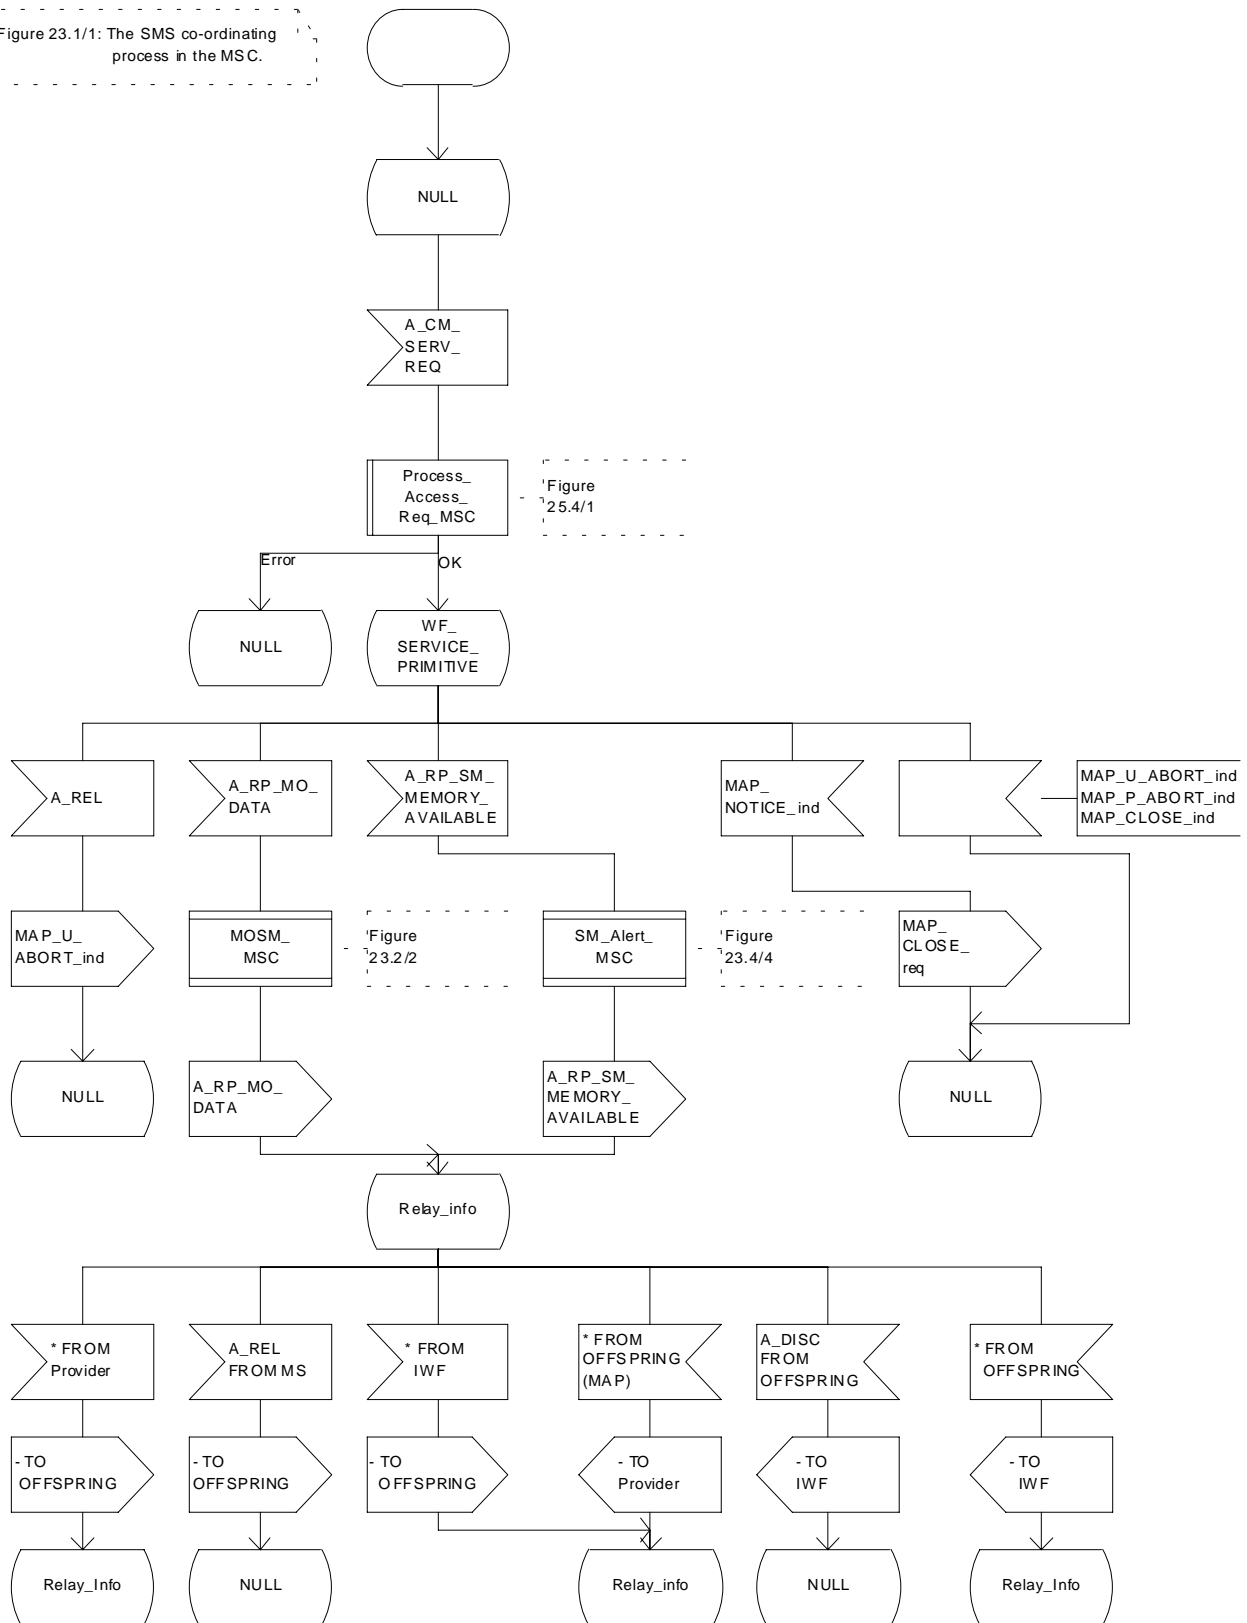 Figure 23.1/1: The SMS co-ordinating
process in the MSC.
NULL
A_CM_
SERV_
REQ
Process_
Access_
Req_MSC
Figure
25.4/1
Error
OK
NULL
WF_
SERVICE_
PRIMITIVE
A_REL
A_RP_MO_
DATA
A_RP_SM_
MEMORY_
AVAILABLE
MAP_
NOTICE_ind
MAP_U_ABORT_ind
MAP_P_ABORT_ind
MAP_CLOSE_ind
MAP_U_
ABORT_ind
MOSM_
MSC
Figure
23.2/2
SM_Alert_
MSC
Figure
23.4/4
MAP_
CLOSE_
req
NULL
A_RP_MO_
DATA
A_RP_SM_
MEMORY_
AVAILABLE
NULL
Relay_info
* FROM
Provider
A_REL
FROM MS
* FROM
IWF
* FROM
OFFSPRING
(MAP)
A_DISC
FROM
OFFSPRING
* FROM
OFFSPRING
- TO
OFFSPRING
- TO
OFFSPRING
- TO
OFFSPRING
- TO
Provider
- TO
IWF
- TO
IWF
Relay_Info
NULL
Relay_info
NULL
Relay_Info